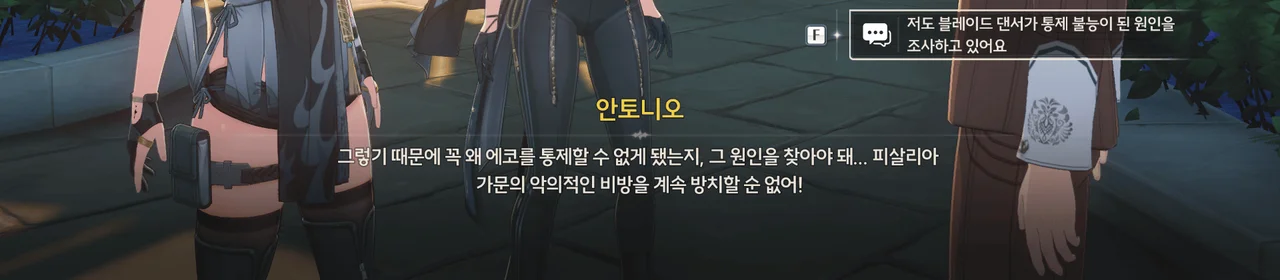 저도 블레이드 댄서가 통제 불능이 된 원인을
조사하고 있어요
F
안토니오
그렇기 때문에 꼭 왜 에코를 통제할 수 없게 됐는지, 그 원인을 찾아야 돼... 피살리아
가문의 악의적인 비방을 계속 방치할 순 없어!